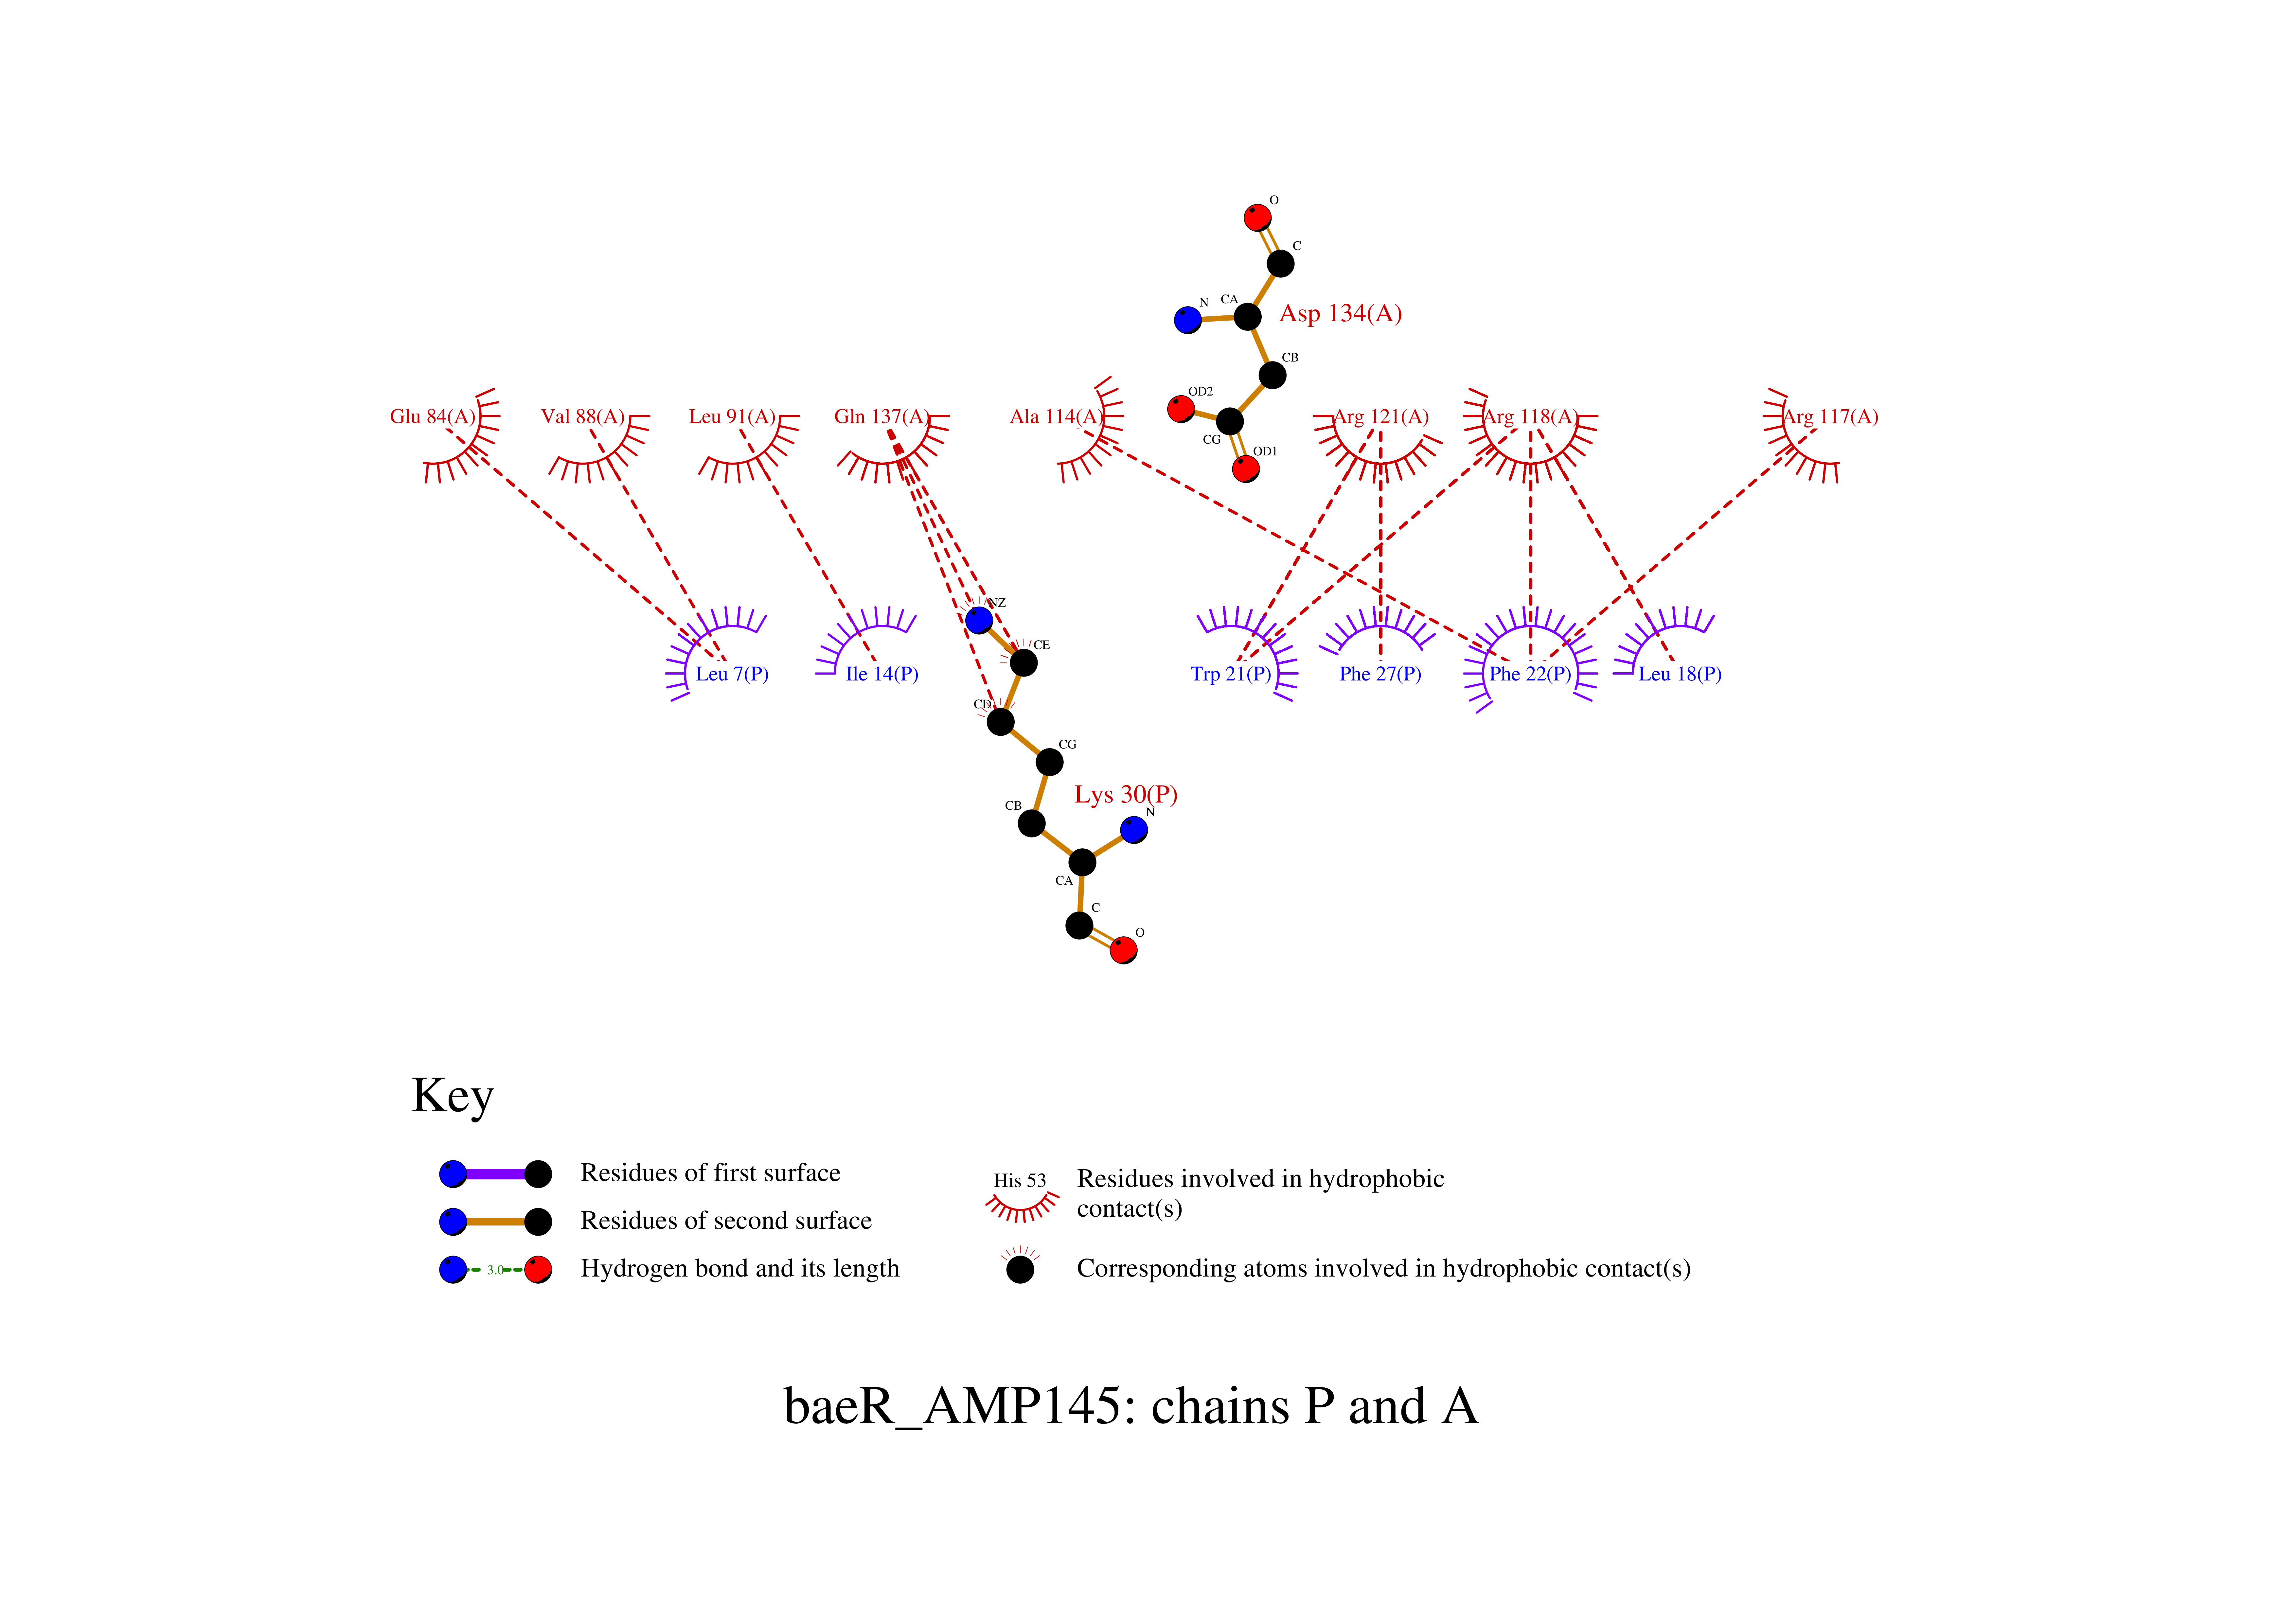 O
C
N
CA
Asp 134(A)
CB
OD2
CG
OD1
Glu 84(A)
Val 88(A)
Leu 91(A)
Gln 137(A)
Ala 114(A)
Arg 121(A)
Arg 118(A)
Arg 117(A)
NZ
CE
Leu 7(P)
Ile 14(P)
Trp 21(P)
Phe 27(P)
Phe 22(P)
Leu 18(P)
CD
CG
Lys 30(P)
CB
N
CA
C
O
Key
Residues of first surface
Residues of second surface
3.0
Hydrogen bond and its length
His 53
Residues involved in hydrophobic
contact(s)
Corresponding atoms involved in hydrophobic contact(s)
baeR_AMP145: chains P and A